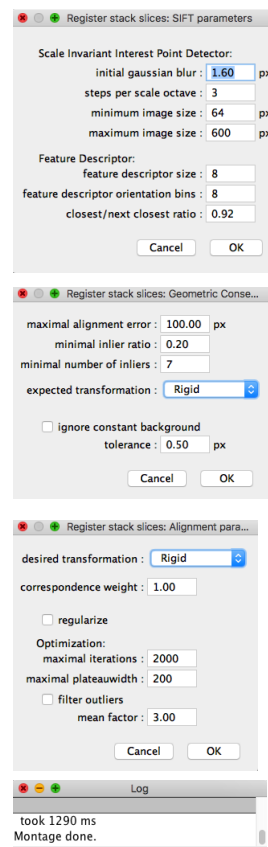 Register stack slices: SIFT parameters
Scale Invariant Interest Point Detector:
initial gaussian blur : 1.60 px
steps per scale octave : 3
minimum image size : 64 px
maximum image size : 600 px
Feature Descriptor:
feature descriptor size : 8
feature descriptor orientation bins : 8
closest/next closest ratio : 0.92
Cancel OK
Register stack slices: Geometric Conse...
maximal alignment error : 100.00 px
minimal inlier ratio : 0.20
minimal number of inliers : 7
expected transformation : Rigid
ignore constant background
tolerance : 0.50 px
Cancel OK
Register stack slices: Alignment para...
desired transformation : Rigid
correspondence weight : 1.00
regularize
Optimization:
maximal iterations : 2000
maximal plateauwidth : 200
filter outliers
mean factor : 3.00
Cancel OK
Log
took 1290 ms
Montage done.